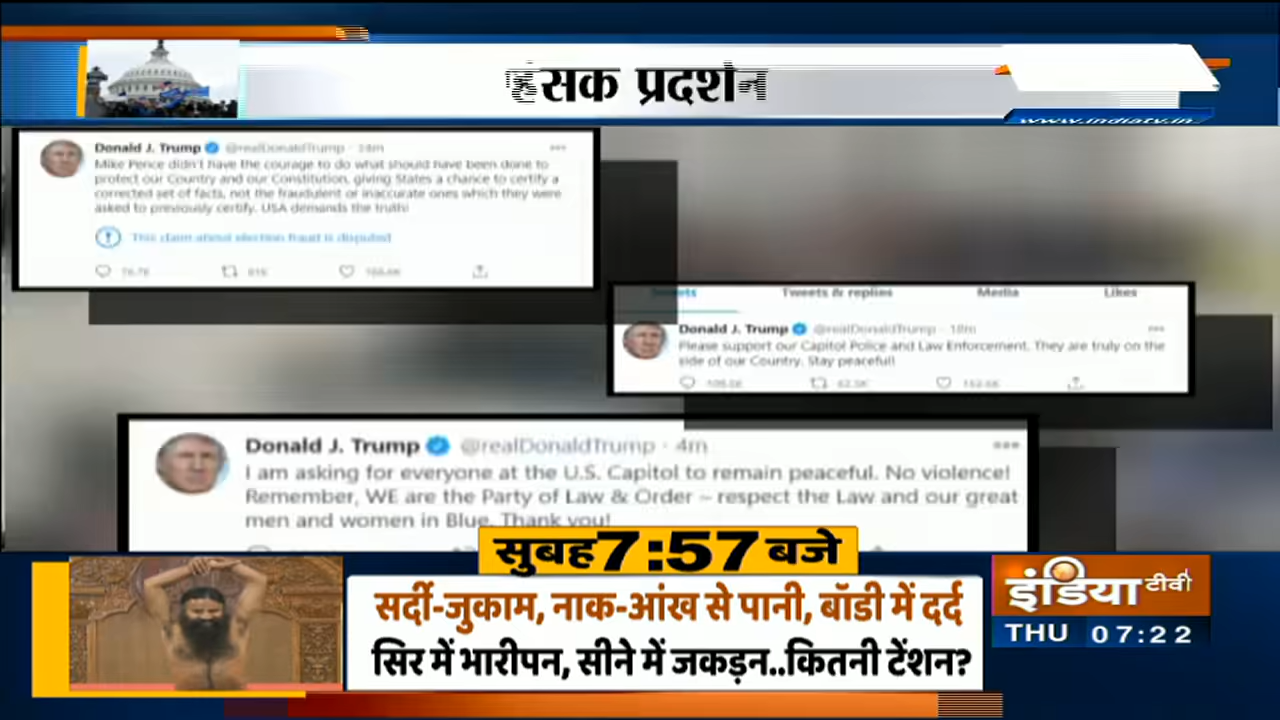 हिंसक प्रदर्शन
www.indiatv.in
Donald J. Trump @realDonaldTrump
Mike Pence didn't have the courage to do what should have been done to
protect our Country and our Constitution, giving States a chance to certify a
corrected set of facts, not the fraudulent or inaccurate ones which they were
asked to previously certify. USA demands the truth!
This claim about election fraud is disputed
Tweets & replies Media Likes
Donald J. Trump @realDonaldTrump · 18m
Please support our Capitol Police and Law Enforcement. They are truly on the
side of our Country. Stay peaceful!
Donald J. Trump @realDonaldTrump · 4m
I am asking for everyone at the U.S. Capitol to remain peaceful. No violence!
Remember, WE are the Party of Law & Order – respect the Law and our great
men and women in Blue. Thank you!
सुबह 7:57 बजे
सर्दी-जुकाम, नाक-आंख से पानी, बॉडी में दर्द
सिर में भारीपन, सीने में जकड़न..कितनी टेंशन?
इंडिया टीवी
THU 07:22